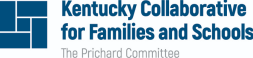 Kentucky Collaborative
for Families and Schools
The Prichard Committee